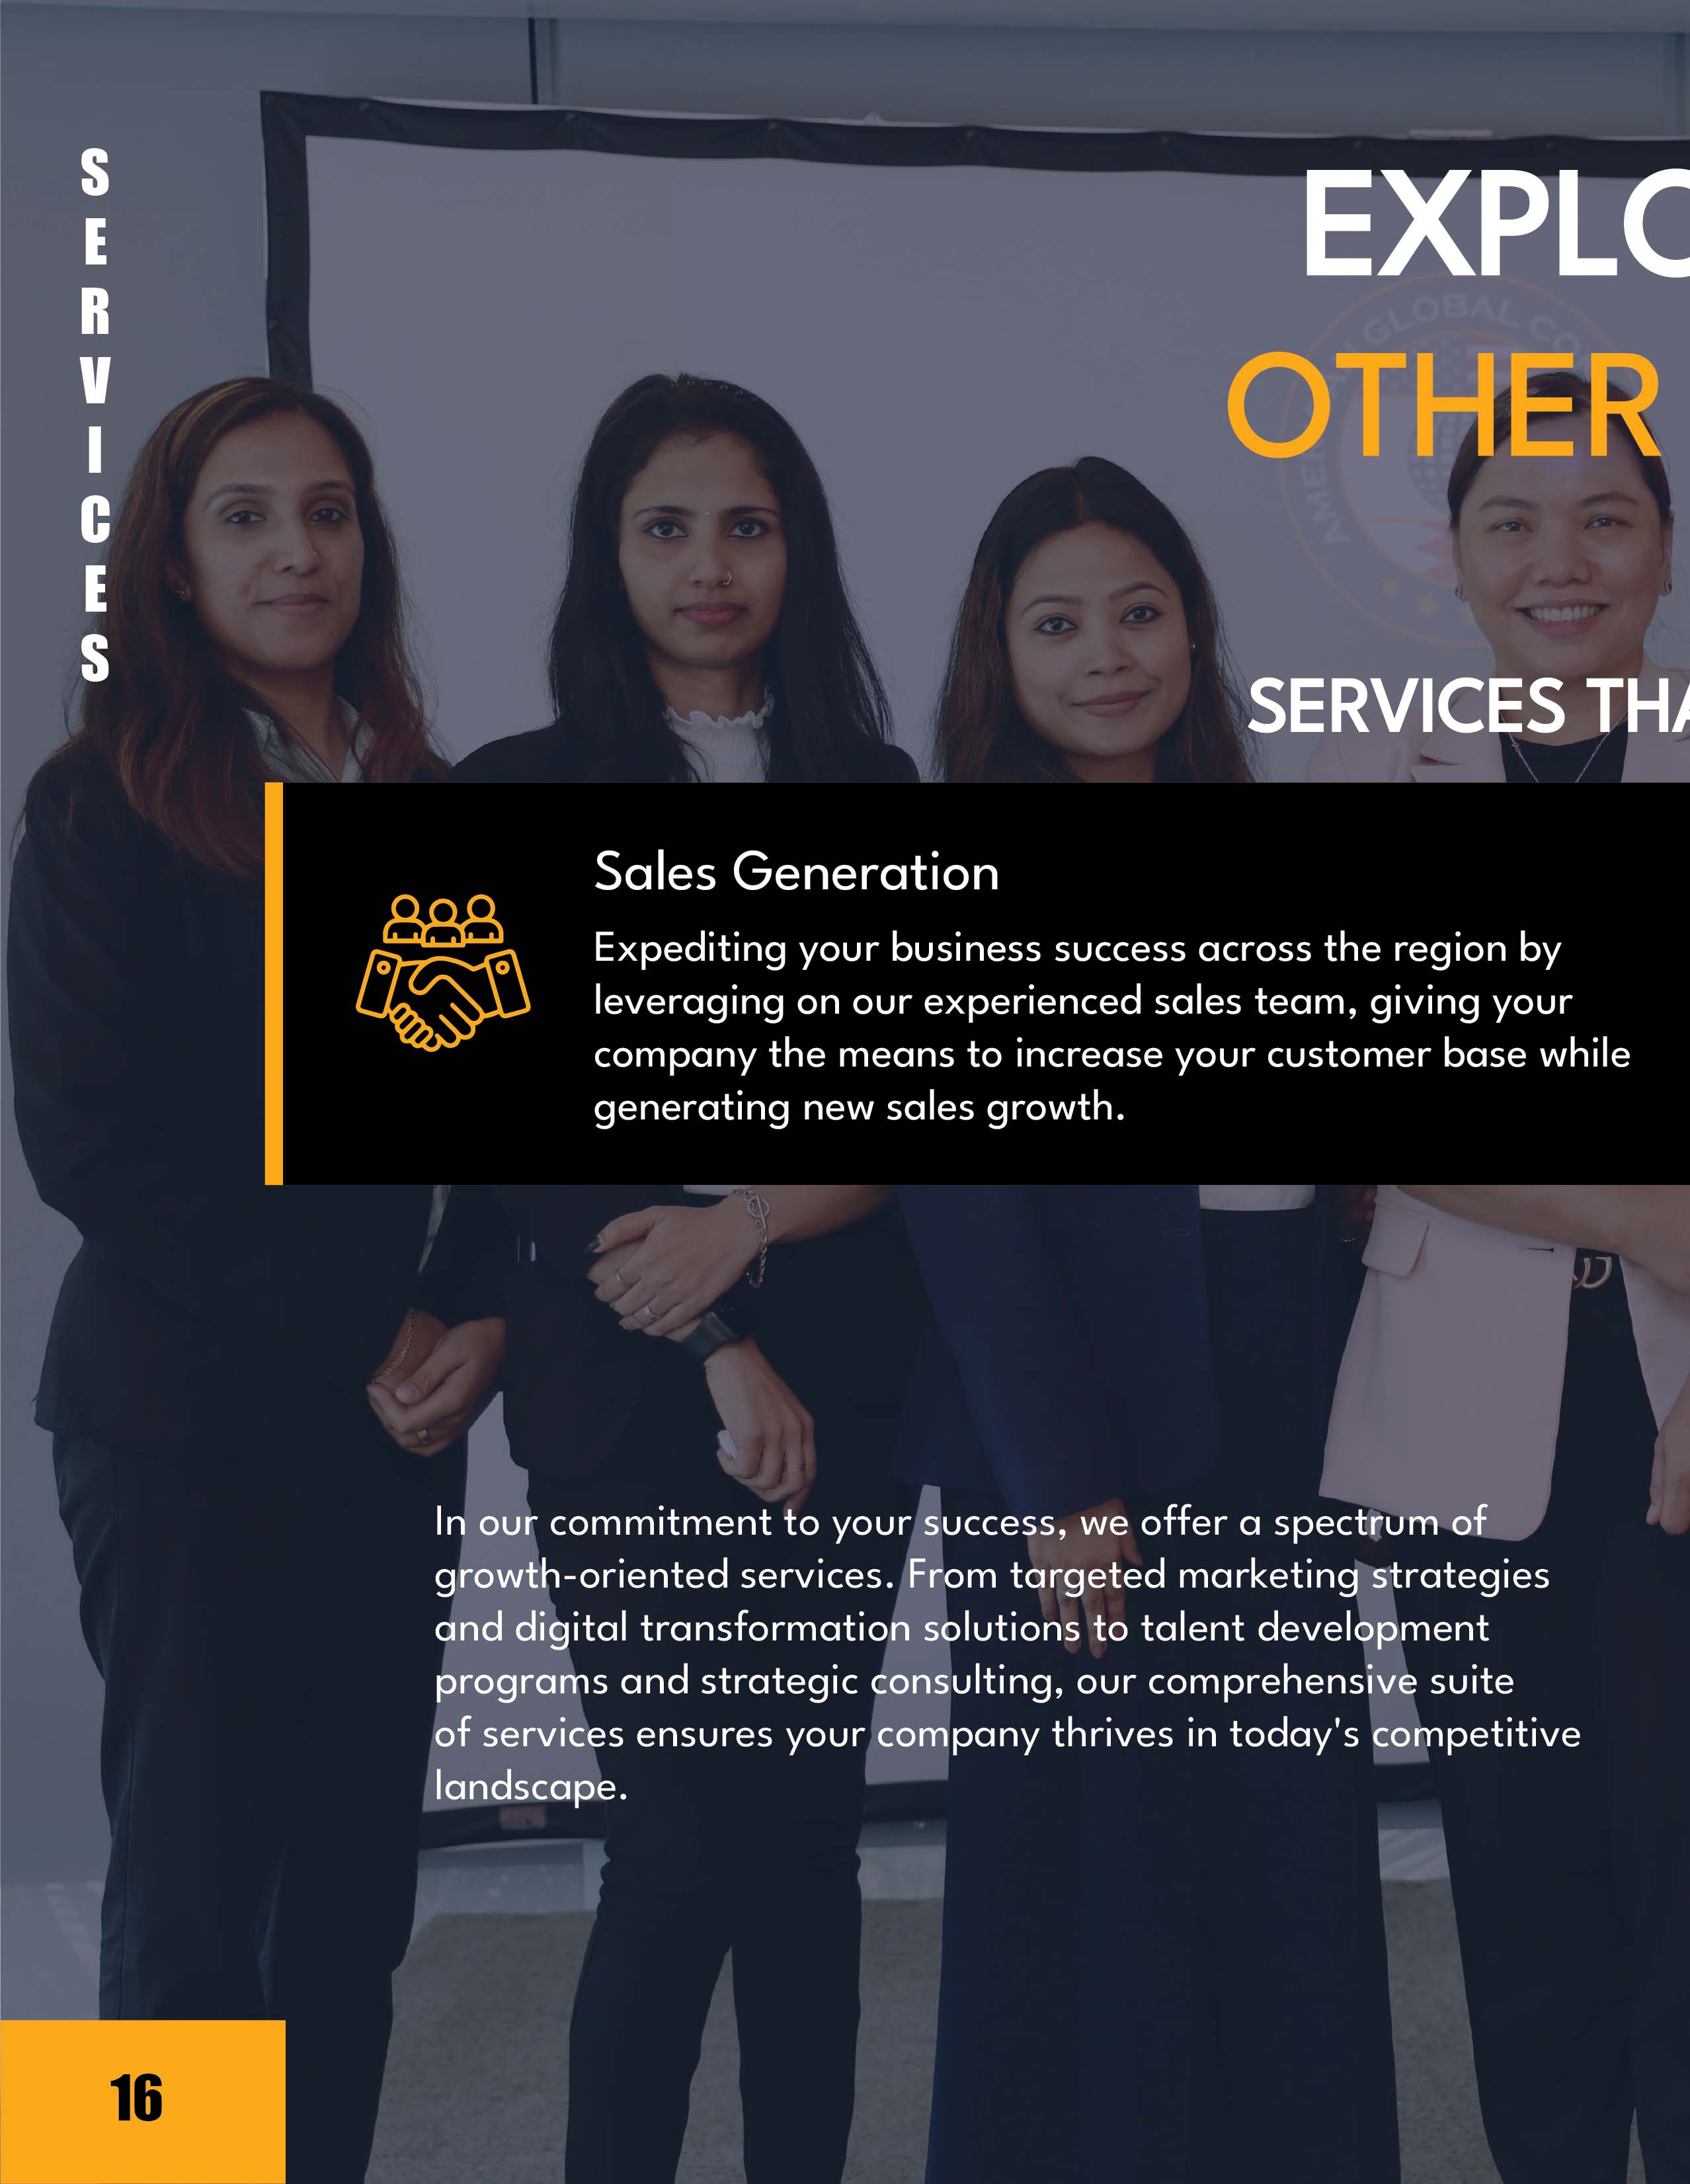 SERVICES
EXPLO
OTHER
GLOBAL CO
AMER
SERVICES THA
Sales Generation
Expediting your business success across the region by
leveraging on our experienced sales team, giving your
company the means to increase your customer base while
generating new sales growth.
In our commitment to your success, we offer a spectrum of
growth-oriented services. From targeted marketing strategies
and digital transformation solutions to talent development
programs and strategic consulting, our comprehensive suite
of services ensures your company thrives in today's competitive
landscape.
16